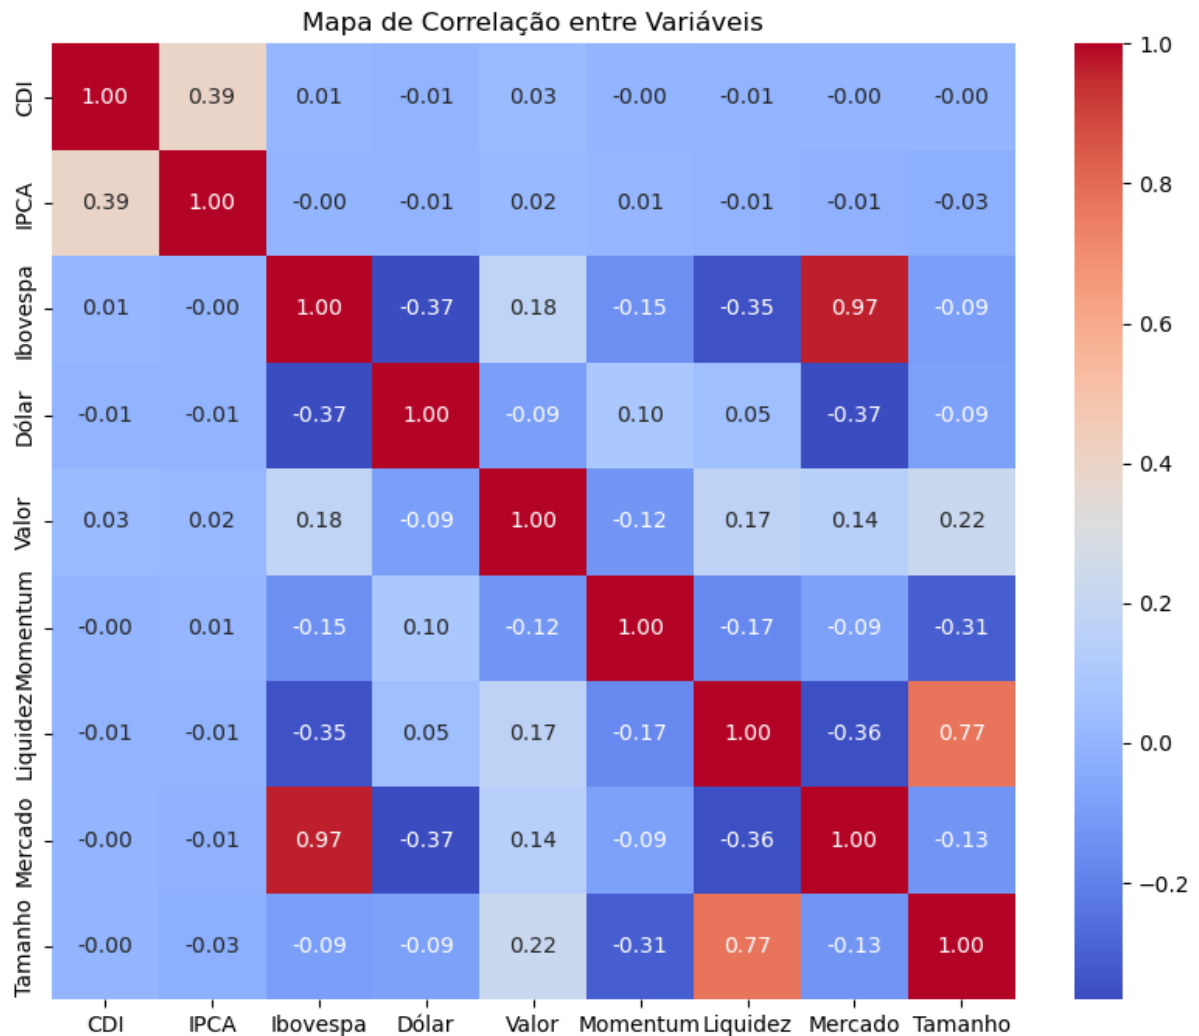 Mapa de Correlação entre Variáveis
CDI 1.00 0.39 0.01 -0.01 0.03 -0.00 -0.01 -0.00 -0.00
IPCA 0.39 1.00 -0.00 -0.01 0.02 0.01 -0.01 -0.01 -0.03
Ibovespa 0.01 -0.00 1.00 -0.37 0.18 -0.15 -0.35 0.97 -0.09
Dólar -0.01 -0.01 -0.37 1.00 -0.09 0.10 0.05 -0.37 -0.09
Valor 0.03 0.02 0.18 -0.09 1.00 -0.12 0.17 0.14 0.22
Momentum -0.00 0.01 -0.15 0.10 -0.12 1.00 -0.17 -0.09 -0.31
Liquidez -0.01 -0.01 -0.35 0.05 0.17 -0.17 1.00 -0.36 0.77
Mercado -0.00 -0.01 0.97 -0.37 0.14 -0.09 -0.36 1.00 -0.13
Tamanho -0.00 -0.03 -0.09 -0.09 0.22 -0.31 0.77 -0.13 1.00
CDI IPCA Ibovespa Dólar Valor Momentum Liquidez Mercado Tamanho
1.0
0.8
0.6
0.4
0.2
0.0
−0.2